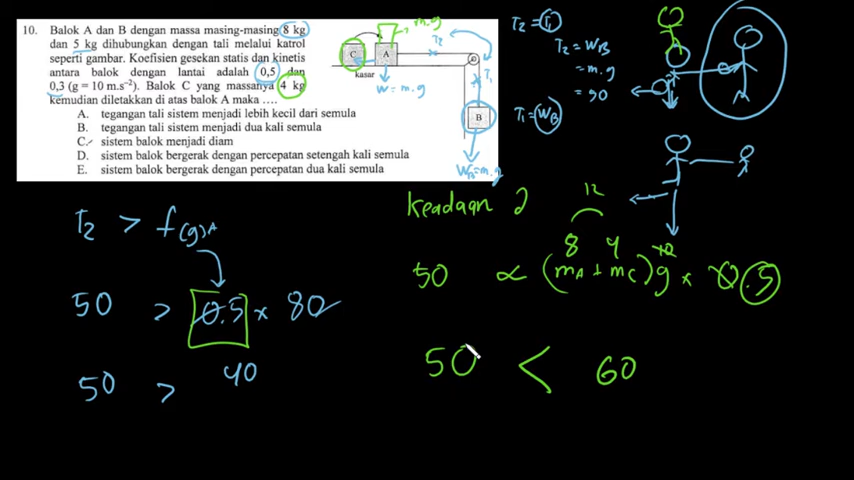 10. Balok A dan B dengan massa masing-masing 8 kg
dan 5 kg dihubungkan dengan tali melalui katrol
seperti gambar. Koefisien gesekan statis dan kinetis
antara balok dengan lantai adalah 0,5 dan
0,3 (g = 10 m.s⁻²). Balok C yang massanya 4 kg
kemudian diletakkan di atas balok A maka ….
A. tegangan tali sistem menjadi lebih kecil dari semula
B. tegangan tali sistem menjadi dua kali semula
C. sistem balok menjadi diam
D. sistem balok bergerak dengan percepatan setengah kali semula
E. sistem balok bergerak dengan percepatan dua kali semula
m.g
C
A
T₂
kasar
w=m.g
T₁
B
W_B=m.g
T₂ = T₁
T₂ = W_B
= m.g
= 50
T₁ = W_B
T₂ > f(g)A
50 > 0.5 × 80
50 > 40
Keadaan 2
12
8 4 10
50 ∝ (mA + mC) g × 0.5
50 < 60